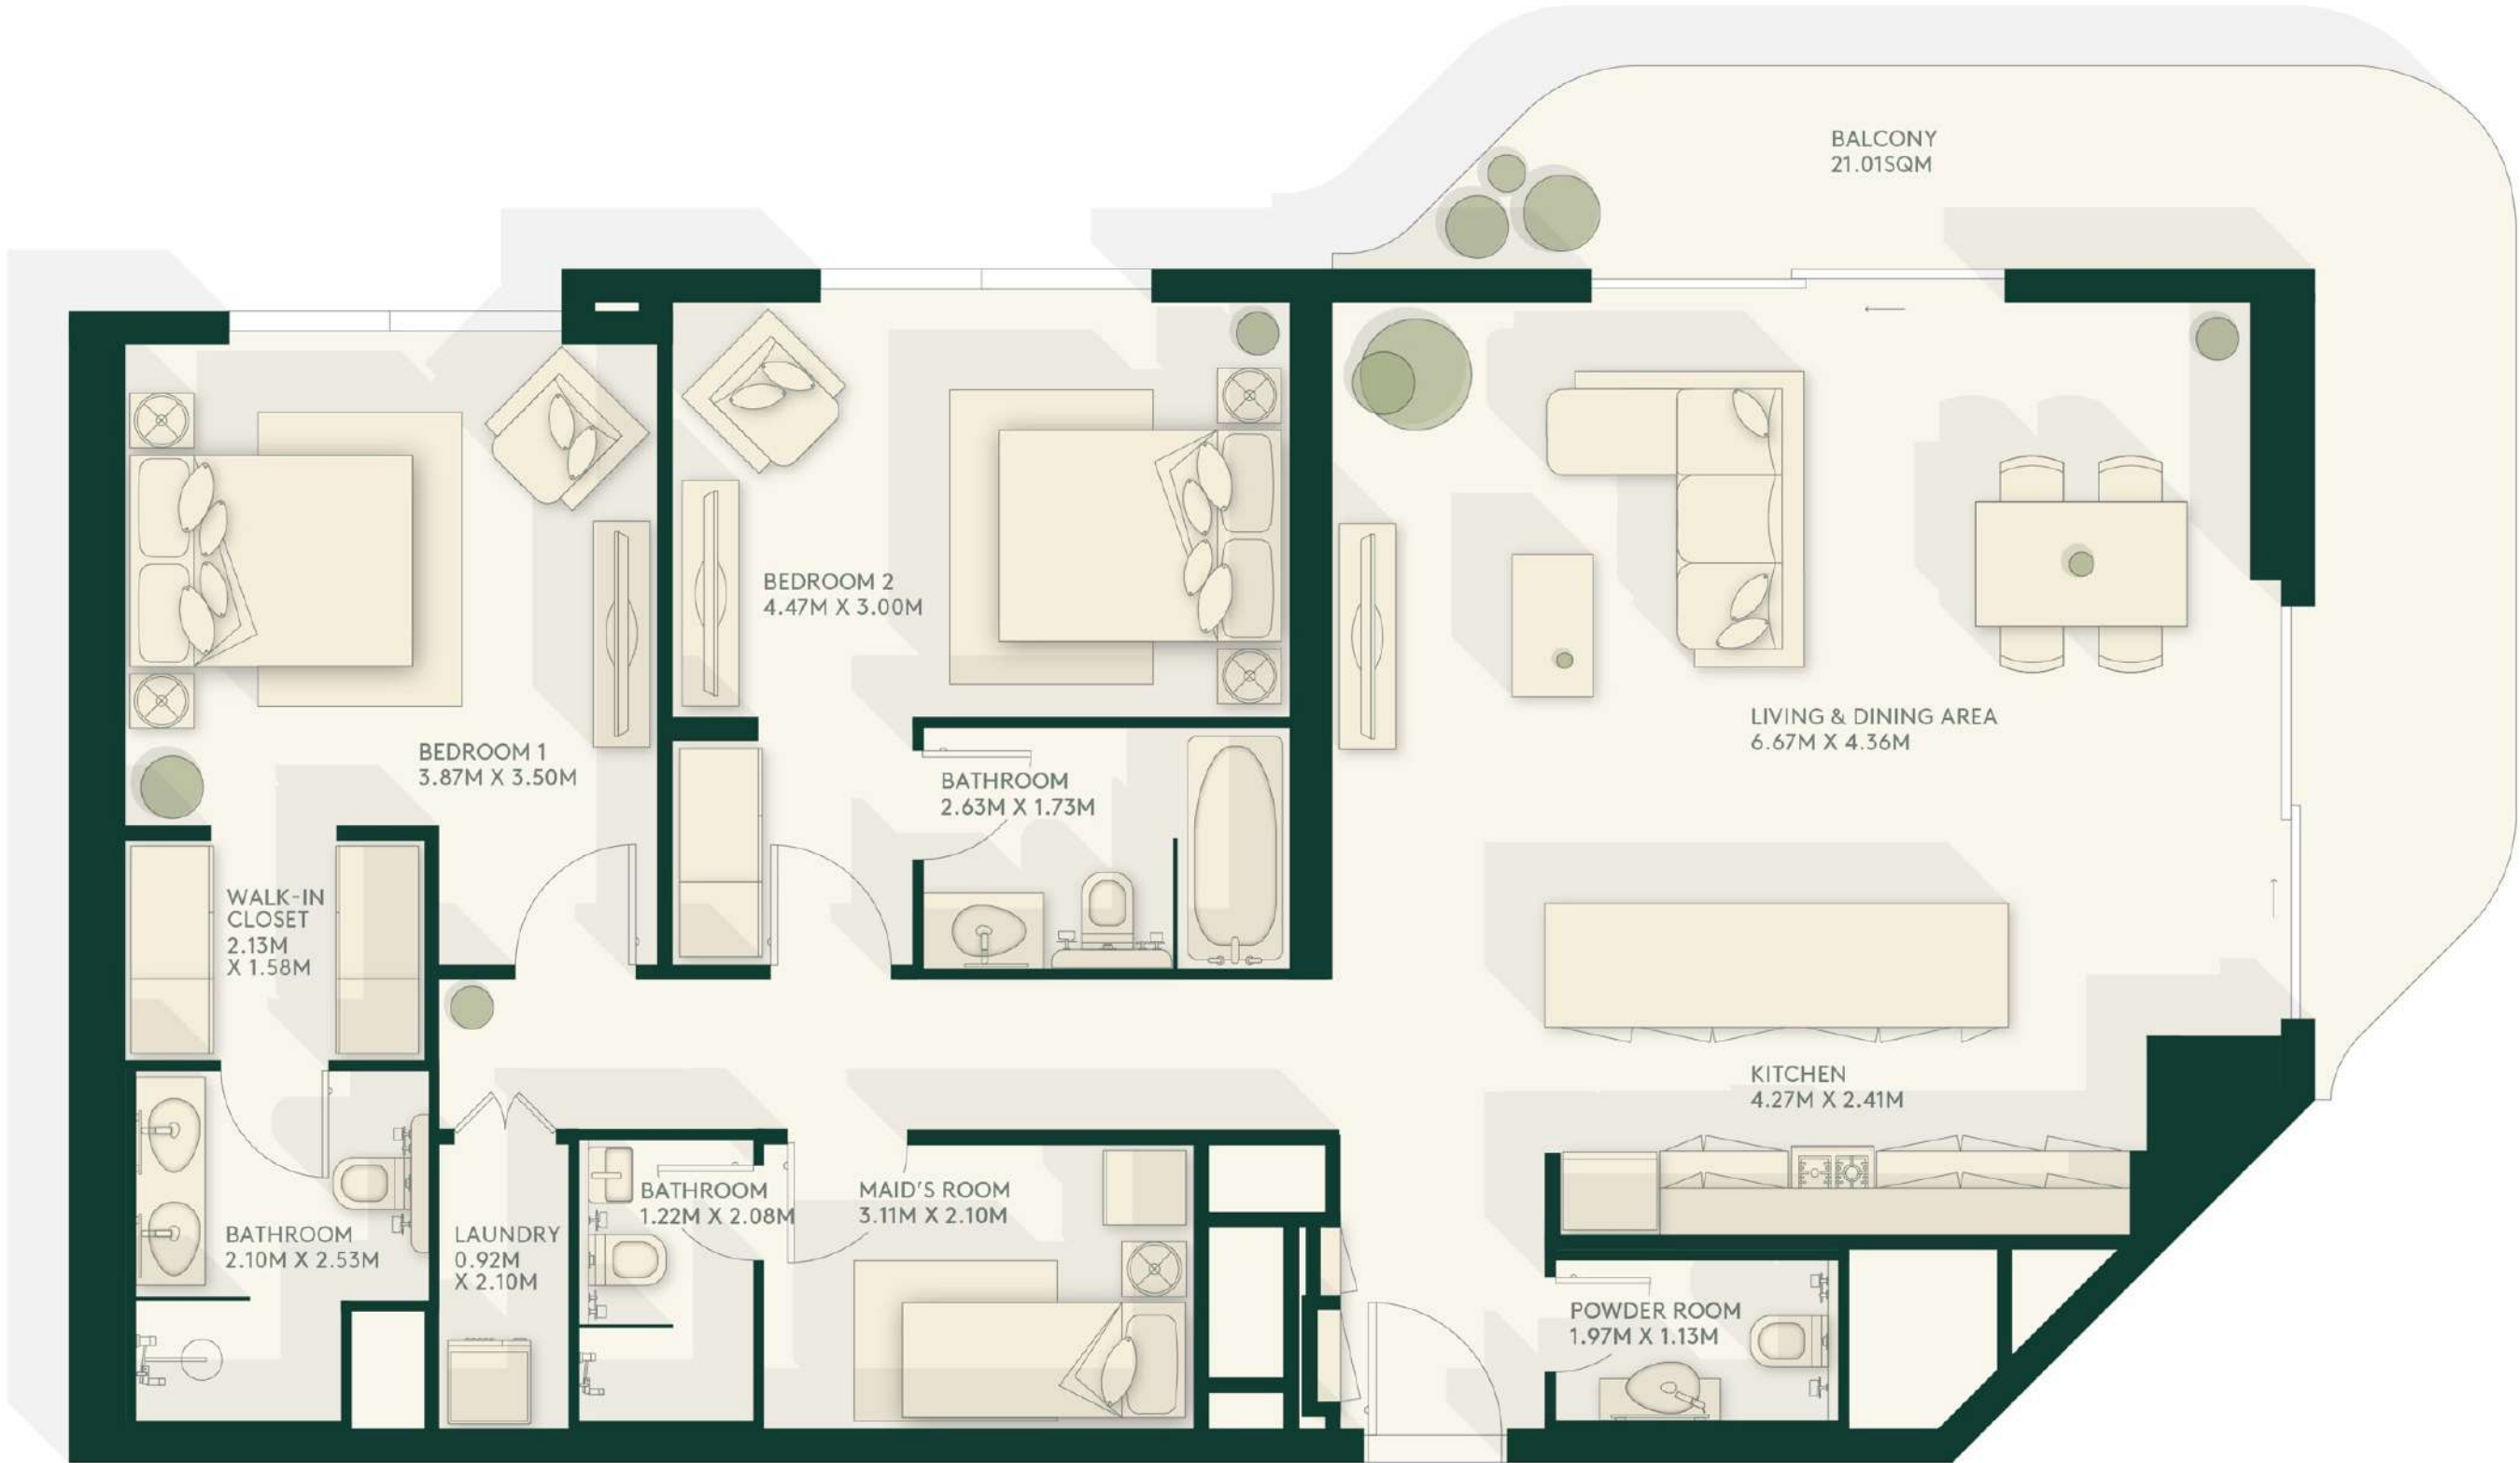 BALCONY
21.01SQM
BEDROOM 2
4.47M X 3.00M
LIVING & DINING AREA
6.67M X 4.36M
BEDROOM 1
3.87M X 3.50M
BATHROOM
2.63M X 1.73M
WALK-IN
CLOSET
2.13M
X 1.58M
KITCHEN
4.27M X 2.41M
BATHROOM
1.22M X 2.08M
MAID'S ROOM
3.11M X 2.10M
BATHROOM
2.10M X 2.53M
LAUNDRY
0.92M
X 2.10M
POWDER ROOM
1.97M X 1.13M